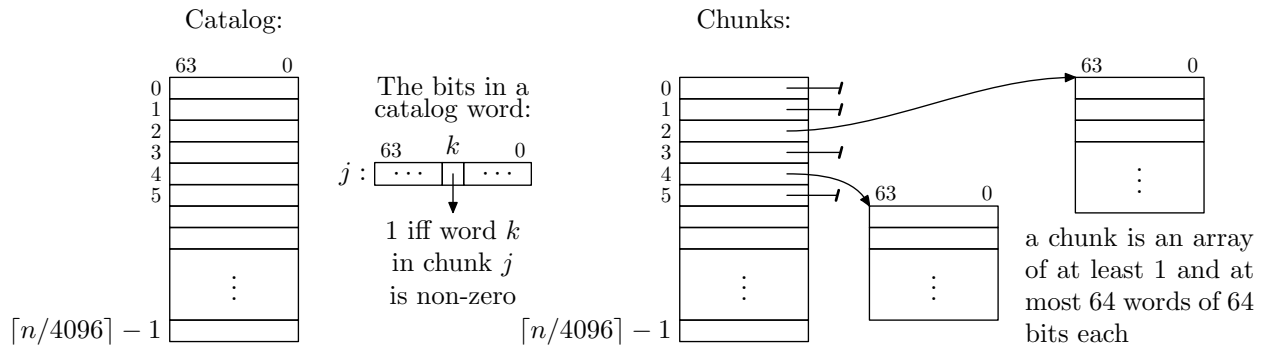 Catalog:
63 0
0
1
2
3
4
5
⋮
⌈n/4096⌉ − 1
The bits in a
catalog word:
63 k 0
j : ⋯ ⋯
1 iff word k
in chunk j
is non-zero
Chunks:
0
1
2
3
4
5
⋮
⌈n/4096⌉ − 1
63 0
⋮
63 0
⋮
a chunk is an array
of at least 1 and at
most 64 words of 64
bits each